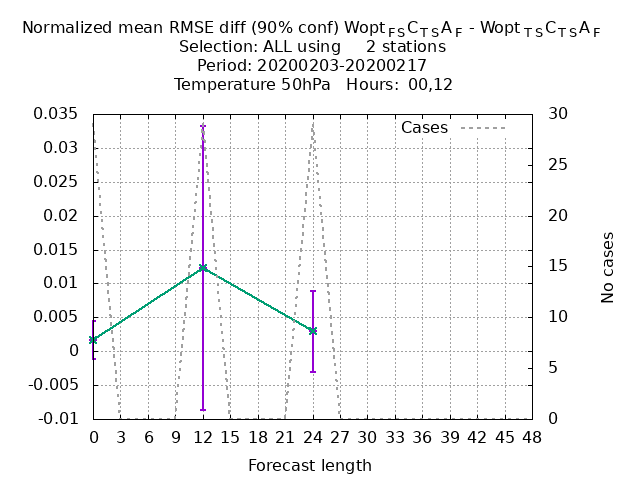 Normalized mean RMSE diff (90% conf) Wopt FS C TS A F - Wopt TS C TS A F
Selection: ALL using 2 stations
Period: 20200203-20200217
Temperature 50hPa Hours: 00,12
Cases
0.035
0.03
0.025
0.02
0.015
0.01
0.005
0
-0.005
-0.01
30
25
20
15
10
5
0
No cases
0 3 6 9 12 15 18 21 24 27 30 33 36 39 42 45 48
Forecast length